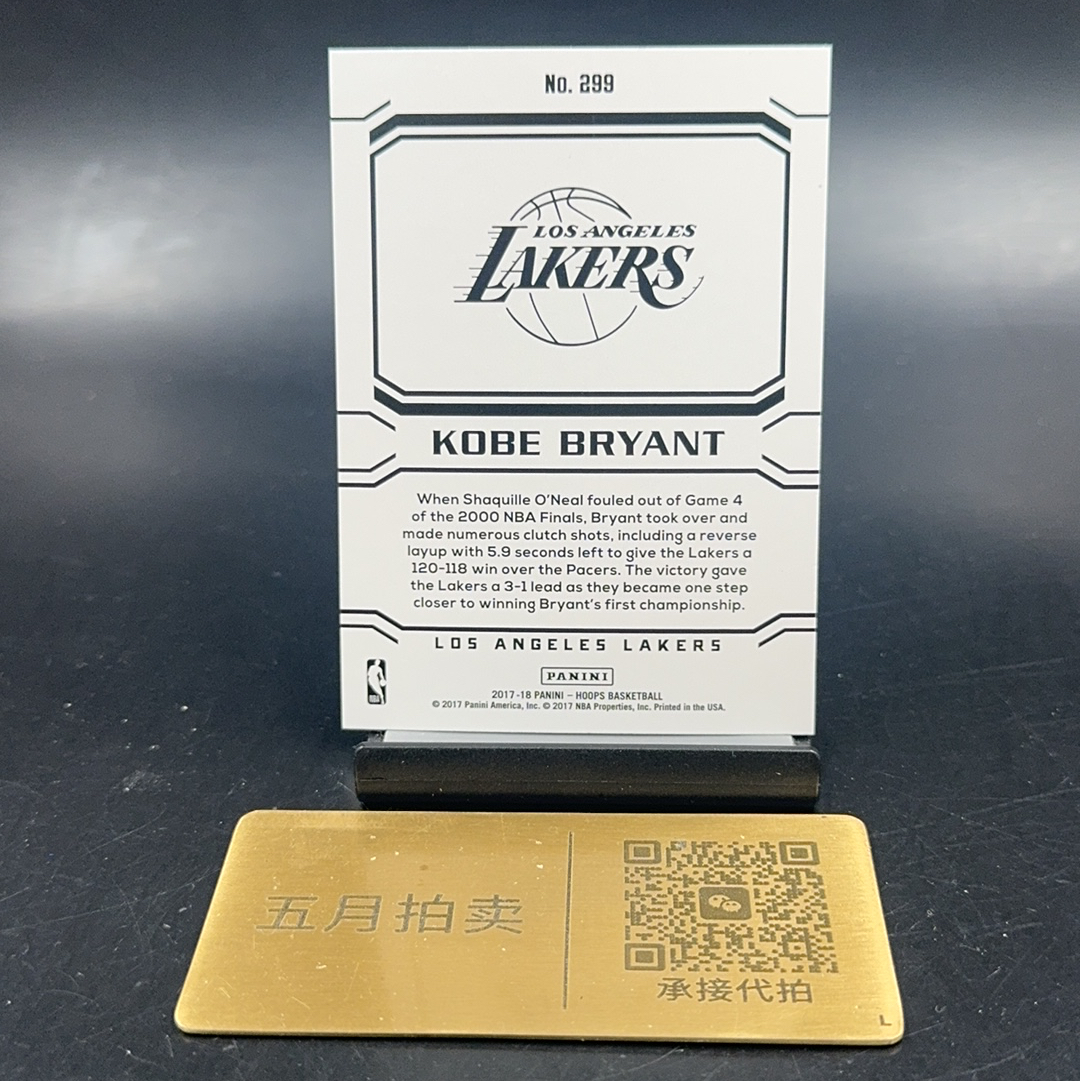 No. 299
LOS ANGELES
LAKERS
KOBE BRYANT
When Shaquille O'Neal fouled out of Game 4
of the 2000 NBA Finals, Bryant took over and
made numerous clutch shots, including a reverse
layup with 5.9 seconds left to give the Lakers a
120-118 win over the Pacers. The victory gave
the Lakers a 3-1 lead as they became one step
closer to winning Bryant's first championship.
LOS ANGELES LAKERS
PANINI
2017-18 PANINI – HOOPS BASKETBALL
© 2017 Panini America, Inc. © 2017 NBA Properties, Inc. Printed in the USA.
五月拍卖
承接代拍
L